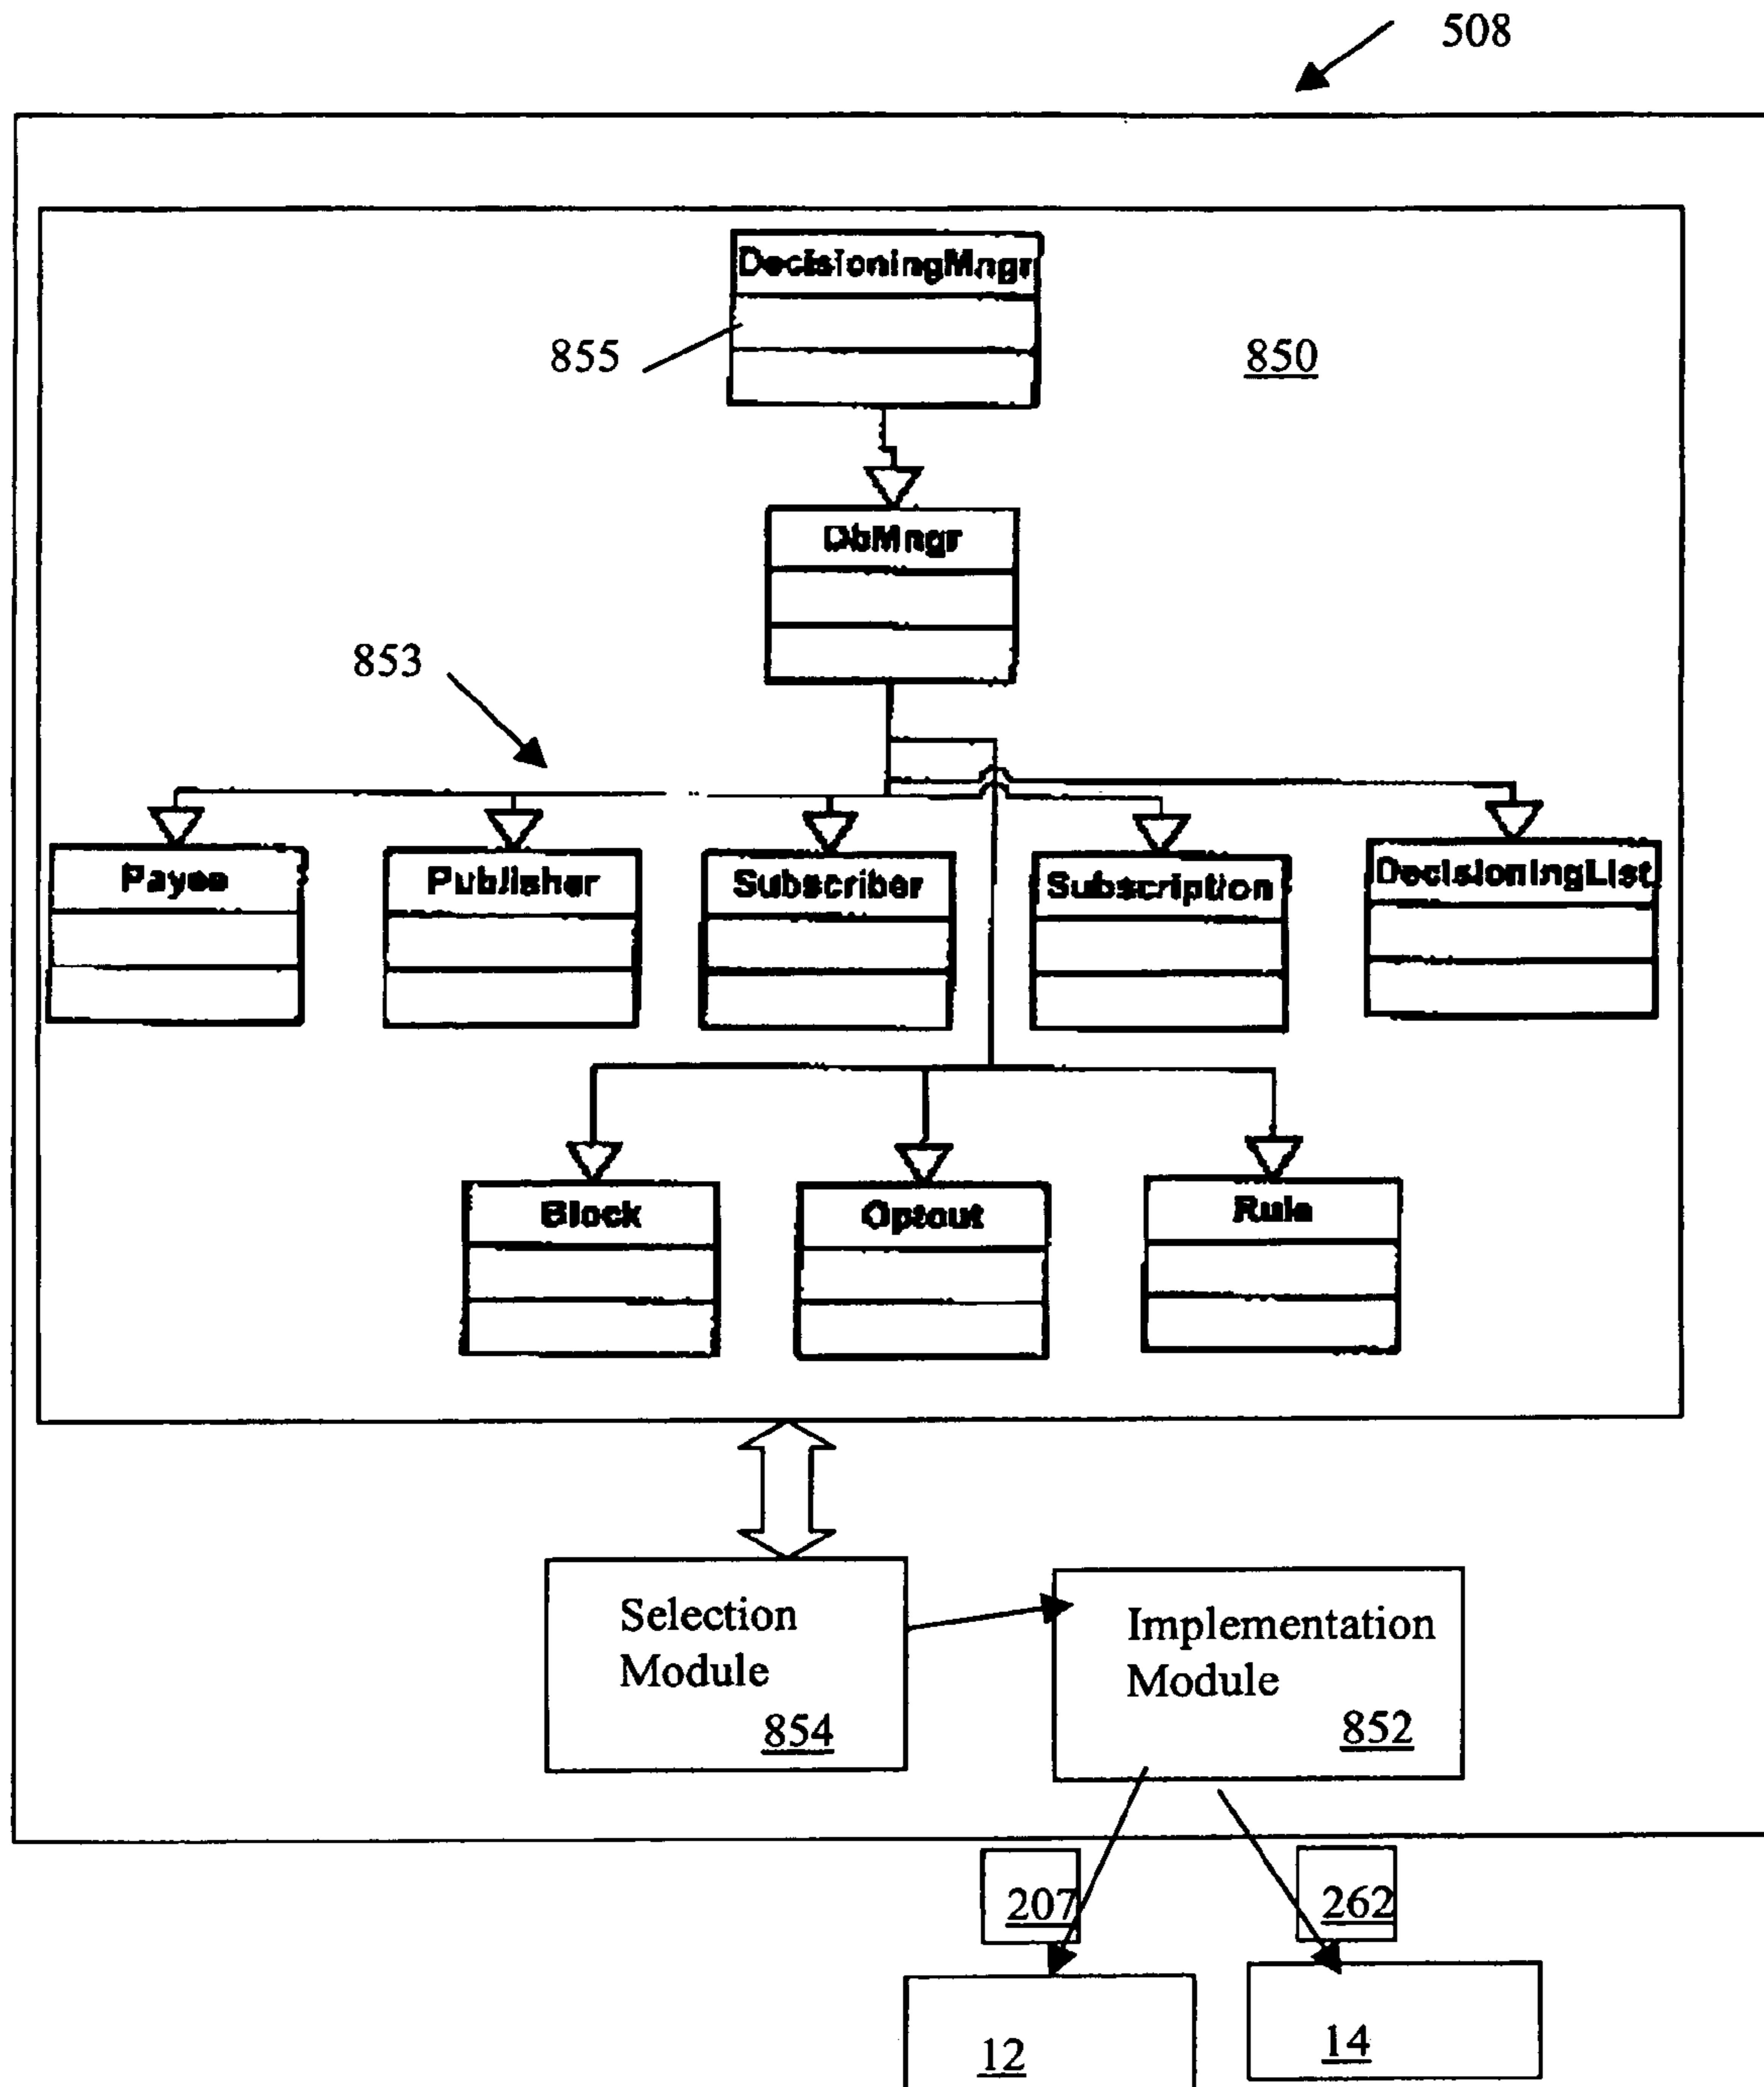 508
DecisioningMngr
855
850
DbMngr
853
Payee
Publisher
Subscriber
Subscription
DecisioningList
Block
Optout
Rule
Selection
Module
854
Implementation
Module
852
207
262
12
14